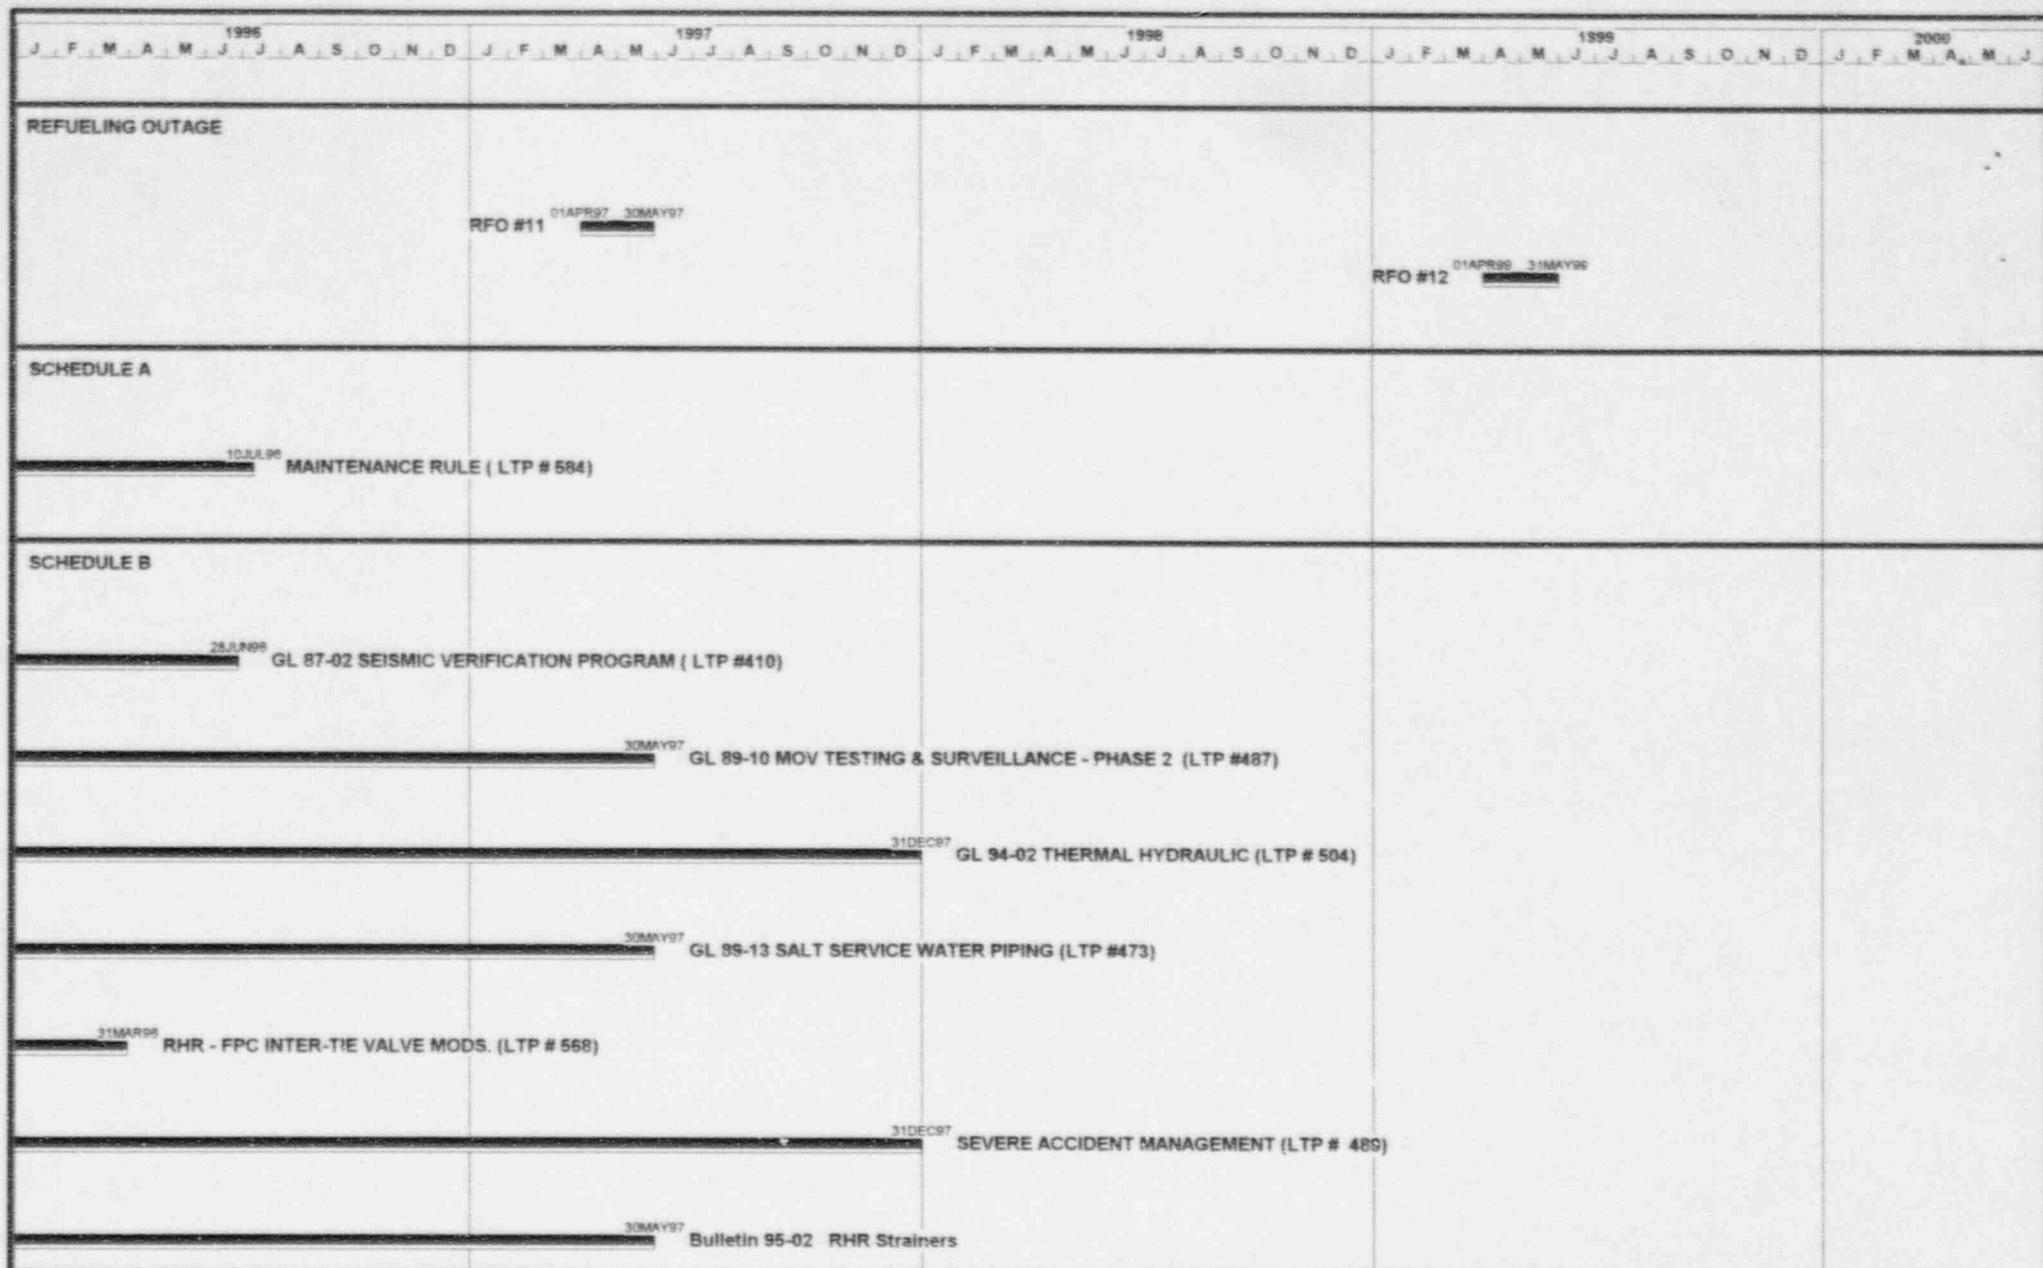 1996 1997 1998 1999 2000
J F M A M J J A S O N D J F M A M J J A S O N D J F M A M J J A S O N D J F M A M J J A S O N D J F M A M J
REFUELING OUTAGE
RFO #11 01APR97 30MAY97
RFO #12 01APR99 31MAY99
SCHEDULE A
10JUL96 MAINTENANCE RULE ( LTP # 584)
SCHEDULE B
28JUN96 GL 87-02 SEISMIC VERIFICATION PROGRAM ( LTP #410)
30MAY97 GL 89-10 MOV TESTING & SURVEILLANCE - PHASE 2 (LTP #487)
31DEC97 GL 94-02 THERMAL HYDRAULIC (LTP # 504)
30MAY97 GL 89-13 SALT SERVICE WATER PIPING (LTP #473)
31MAR96 RHR - FPC INTER-TIE VALVE MODS. (LTP # 568)
31DEC97 SEVERE ACCIDENT MANAGEMENT (LTP # 489)
30MAY97 Bulletin 95-02 RHR Strainers